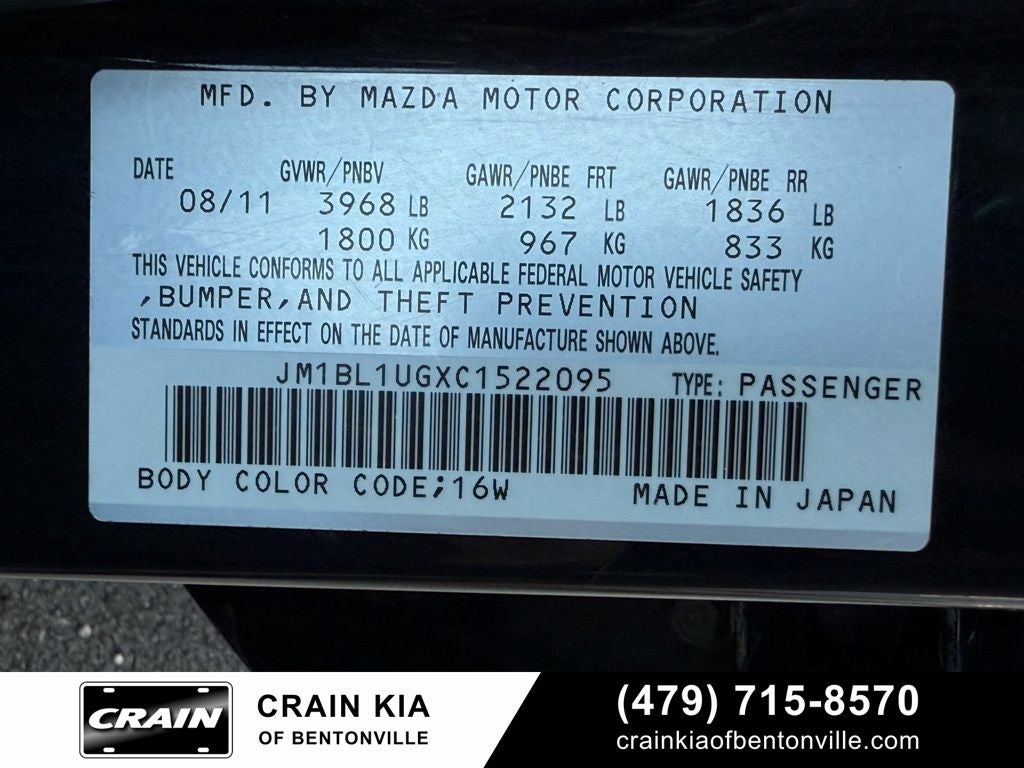 MFD. BY MAZDA MOTOR CORPORATION
DATE GVWR/PNBV GAWR/PNBE FRT GAWR/PNBE RR
08/11 3968 LB 2132 LB 1836 LB
1800 KG 967 KG 833 KG
THIS VEHICLE CONFORMS TO ALL APPLICABLE FEDERAL MOTOR VEHICLE SAFETY
,BUMPER,AND THEFT PREVENTION
STANDARDS IN EFFECT ON THE DATE OF MANUFACTURE SHOWN ABOVE.
JM1BL1UGXC1522095 TYPE: PASSENGER
BODY COLOR CODE;16W MADE IN JAPAN
CRAIN
CRAIN KIA
OF BENTONVILLE
(479) 715-8570
crainkiaofbentonville.com